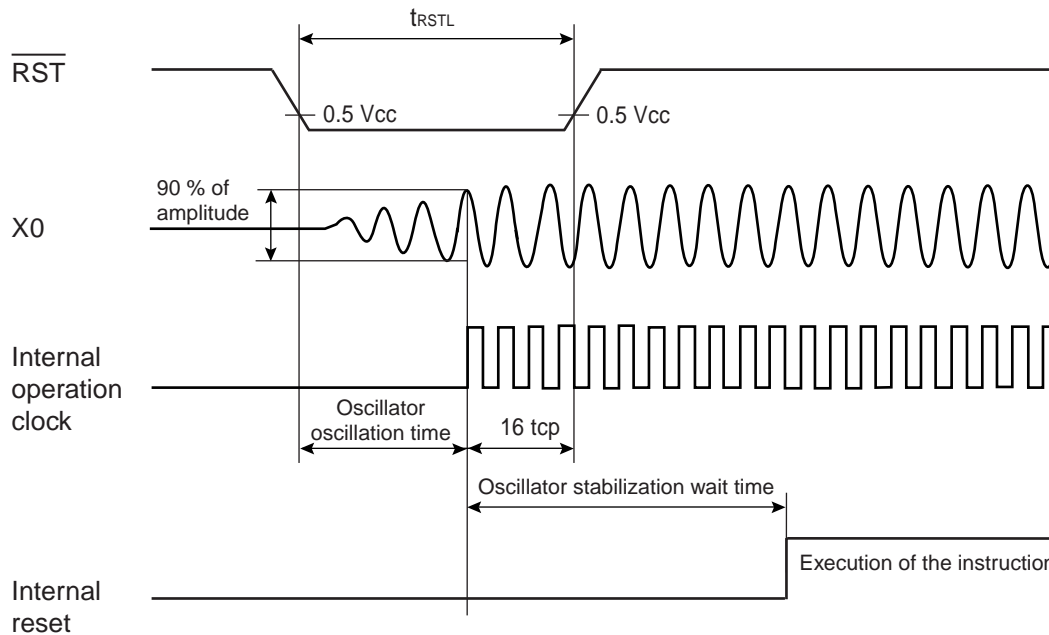 tRSTL
RST
0.5 Vcc
0.5 Vcc
90 % of
amplitude
X0
Internal
operation
clock
Oscillator
oscillation time
16 tcp
Oscillator stabilization wait time
Execution of the instruction
Internal
reset